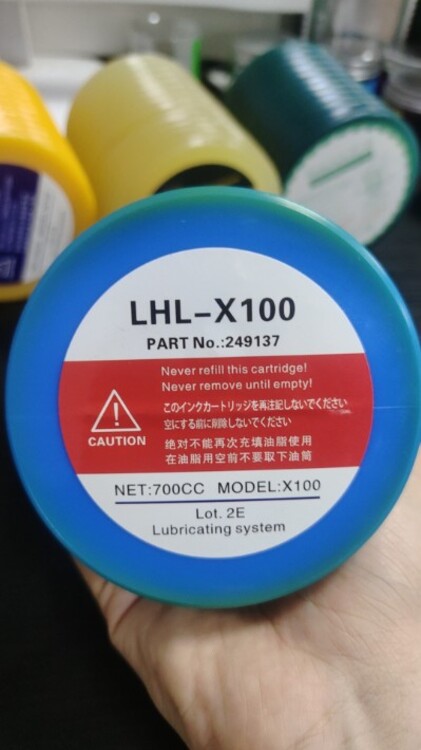 LHL-X100
PART No.:249137
Never refill this cartridge!
Never remove until empty!
このインクカートリッジを再注記しないでください
空にする前に削除しないでください
CAUTION
绝对不能再次充填油脂使用
在油脂用空前不要取下油筒
NET:700CC MODEL:X100
Lot. 2E
Lubricating system